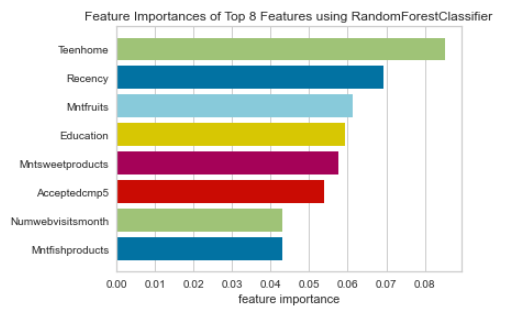 Feature Importances of Top 8 Features using RandomForestClassifier
Teenhome
Recency
Mntfruits
Education
Mntsweetproducts
Acceptedcmp5
Numwebvisitsmonth
Mntfishproducts
0.00 0.01 0.02 0.03 0.04 0.05 0.06 0.07 0.08
feature importance